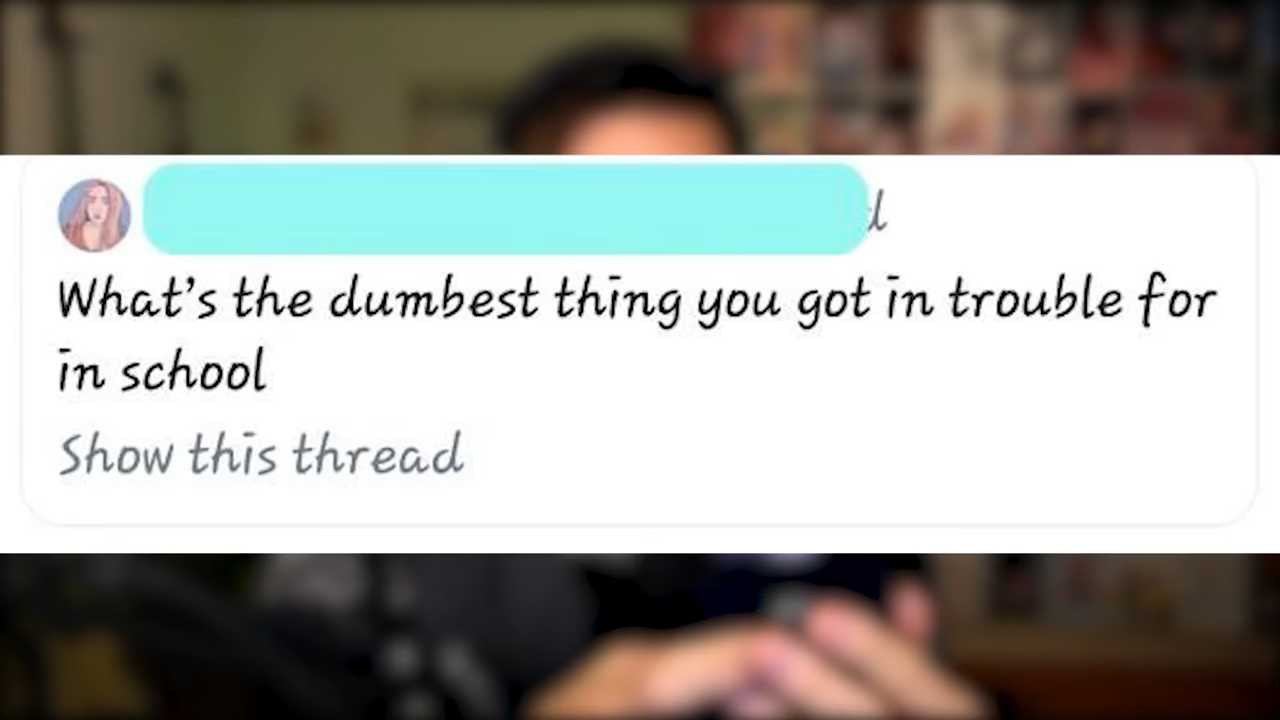 d
What's the dumbest thing you got in trouble for
in school
Show this thread